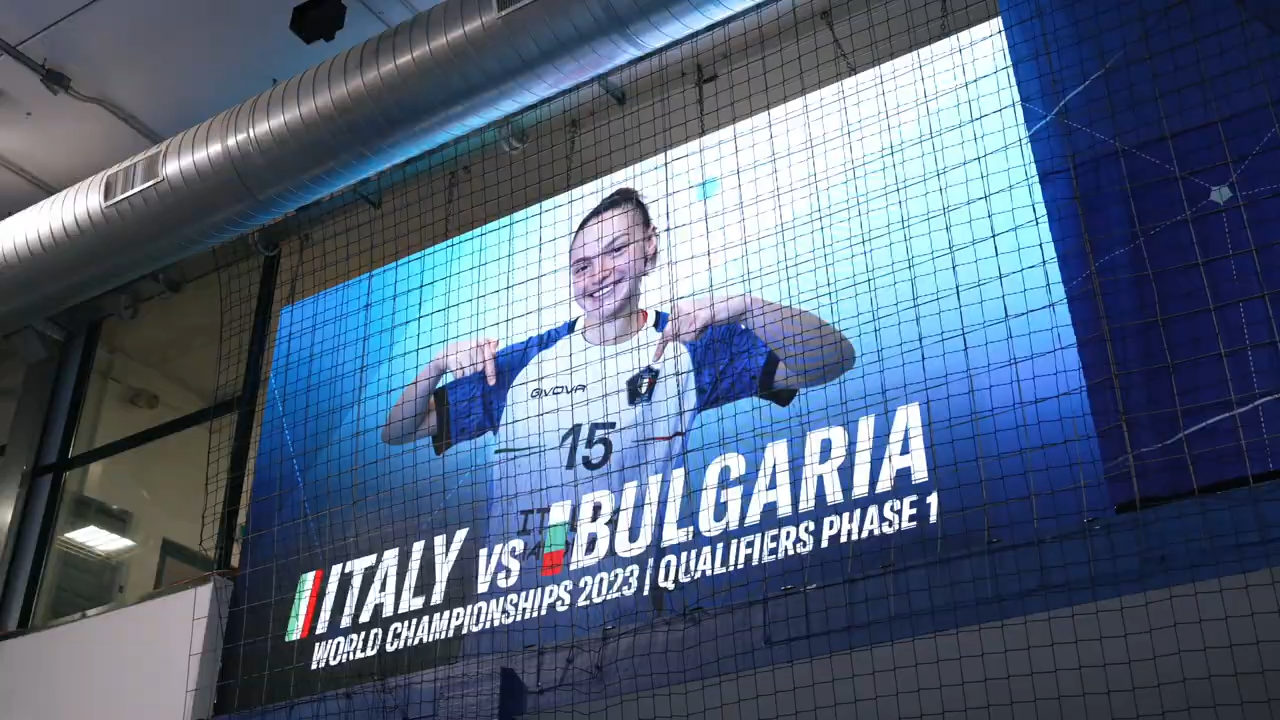 GIVOVA
15
ITALY VS BULGARIA
WORLD CHAMPIONSHIPS 2023 | QUALIFIERS PHASE 1